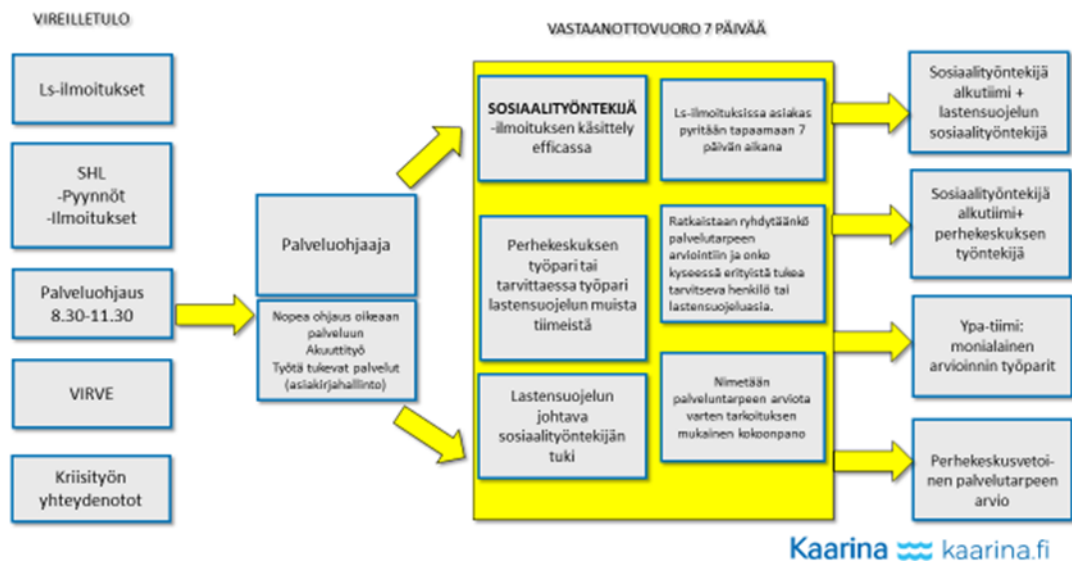 VIREILLETULO
Ls-ilmoitukset
SHL
-Pyynnöt
-Ilmoitukset
Palveluohjaus
8.30-11.30
VIRVE
Kriisityön
yhteydenotot
Palveluohjaaja
Nopea ohjaus oikeaan
palveluun
Akuuttityö
Työtä tukevat palvelut
(asiakirjahallinto)
VASTAANOTTOVUORO 7 PÄIVÄÄ
SOSIAALITYÖNTEKIJÄ
-ilmoituksen käsittely
efficassa
Perhekeskuksen
työpari tai
tarvittaessa työpari
lastensuojelun muista
tiimeistä
Lastensuojelun
johtava
sosiaalityöntekijän
tuki
Ls-ilmoituksissa asiakas
pyritään tapaamaan 7
päivän aikana
Ratkaistaan ryhdytäänkö
palvelutarpeen
arviointiin ja onko
kyseessä erityistä tukea
tarvitseva henkilö tai
lastensuojeluasia.
Nimetään
palveluntarpeen arviota
varten tarkoituksen
mukainen kokoonpano
Sosiaalityöntekijä
alkutiimi +
lastensuojelun
sosiaalityöntekijä
Sosiaalityöntekijä
alkutiimi+
perhekeskuksen
työntekijä
Ypa-tiimi:
monialainen
arvioinnin työparit
Perhekeskusvetoi-
nen palvelutarpeen
arvio
Kaarina kaarina.fi